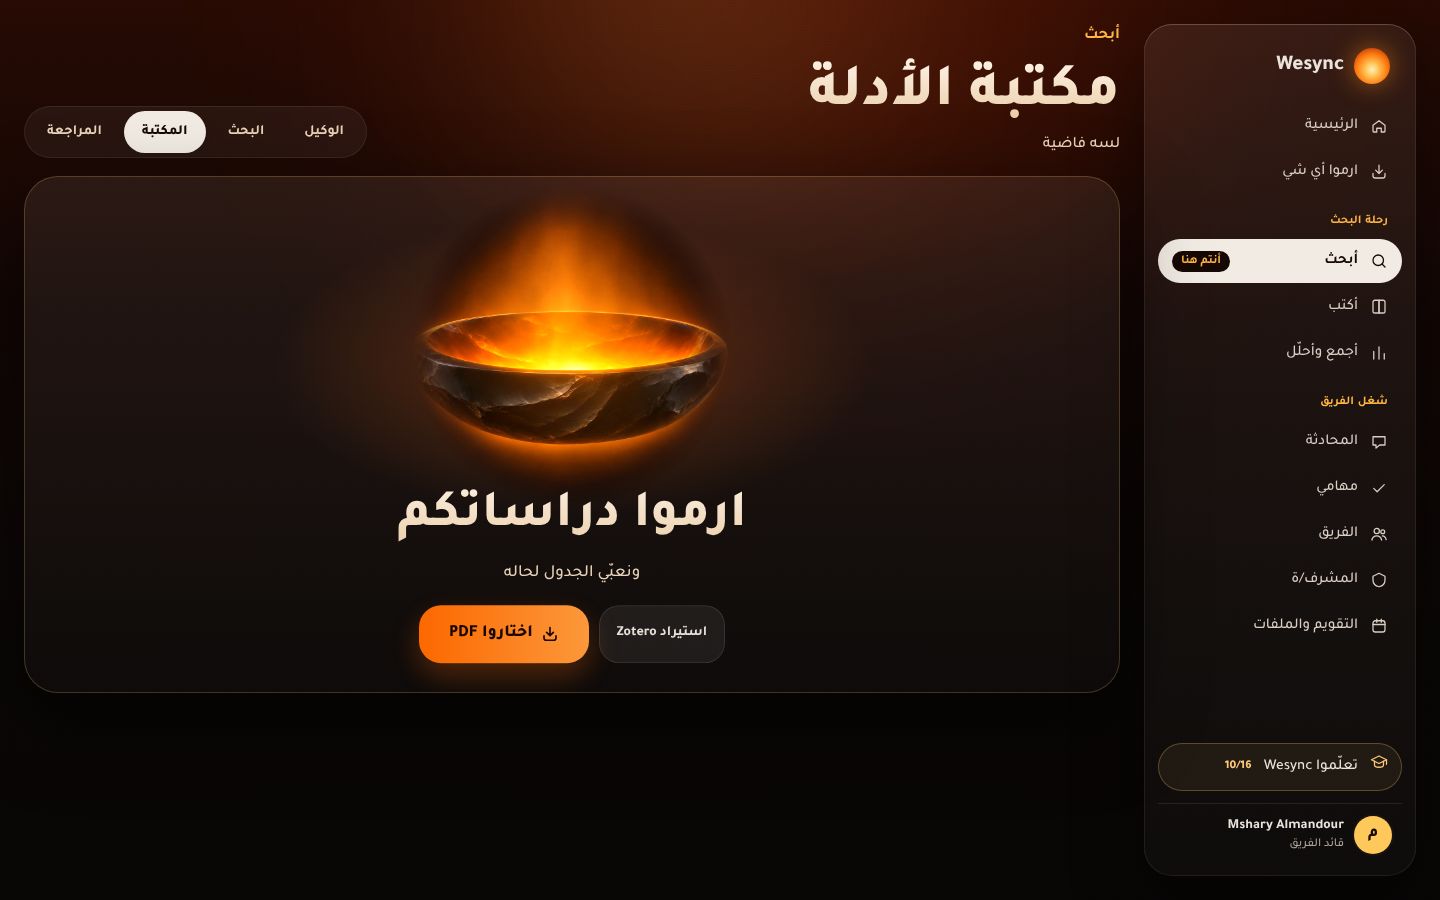 Wesync
الرئيسية
ارموا أي شي
رحلة البحث
أبحث
أنتم هنا
أكتب
أجمع وأحلّل
شغل الفريق
المحادثة
مهامي
الفريق
المشرف/ة
التقويم والملفات
تعلّموا Wesync 10/16
Mshary Almandour
م
قائد الفريق
أبحث
مكتبة الأدلة
لسه فاضية
الوكيل
البحث
المكتبة
المراجعة
ارموا دراساتكم
ونعبّي الجدول لحاله
استيراد Zotero
اختاروا PDF